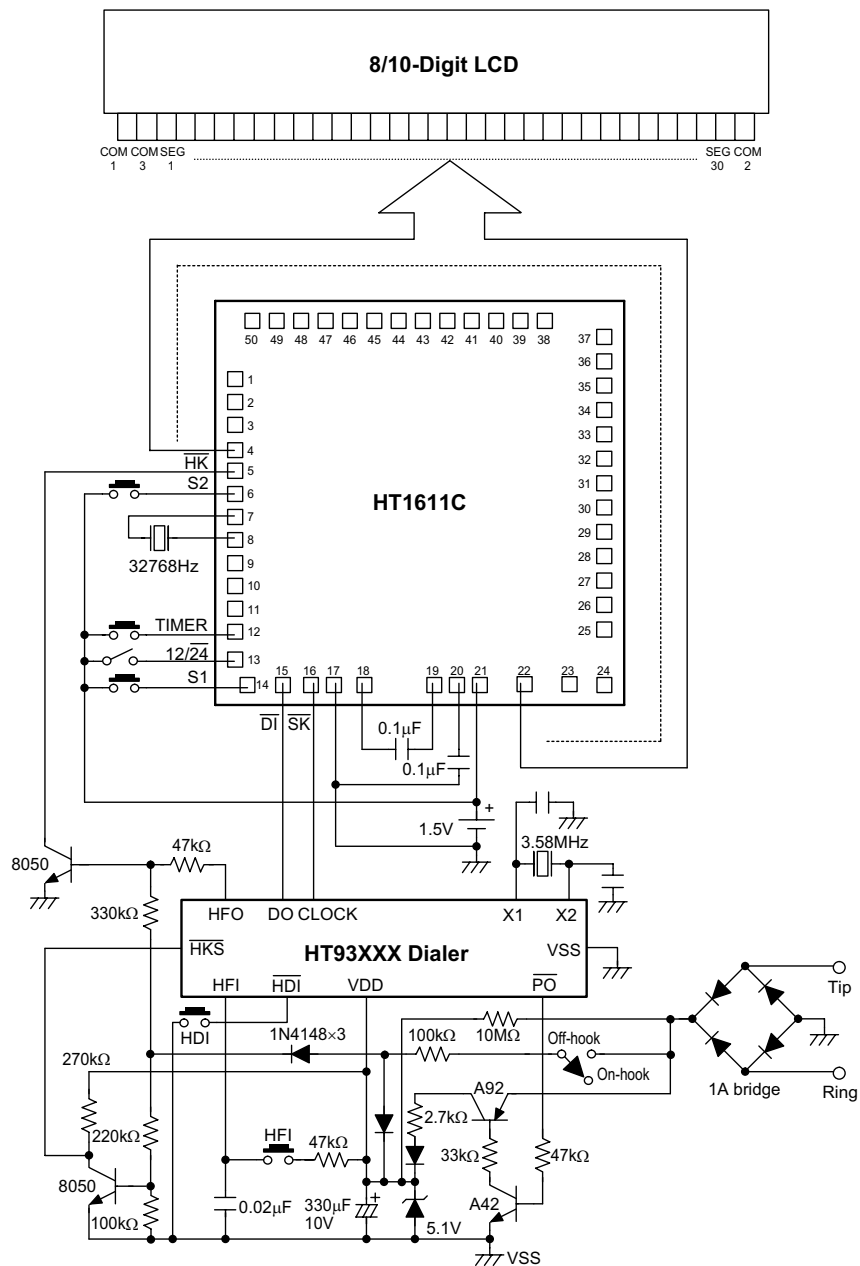 8/10-Digit LCD
COM COM SEG SEG COM
1 3 1 30 2
50 49 48 47 46 45 44 43 42 41 40 39 38
37
36
35
34
33
32
31
30
29
28
27
26
25
1
2
3
4
HK 5
S2 6
7
8
32768Hz
9
10
11
TIMER 12
12/24 13
S1 14
HT1611C
15 16 17 18 19 20 21 22 23 24
DI SK
0.1μF
0.1μF
+
1.5V
3.58MHz
47kΩ
8050
330kΩ
HFO DO CLOCK X1 X2
HKS HT93XXX Dialer VSS
HFI HDI VDD PO
HDI
1N4148×3
100kΩ
10MΩ
Off-hook
On-hook
Tip
Ring
1A bridge
270kΩ
220kΩ
8050
100kΩ
HFI
47kΩ
0.02μF
330μF
10V
+
2.7kΩ
A92
33kΩ
47kΩ
A42
5.1V
VSS